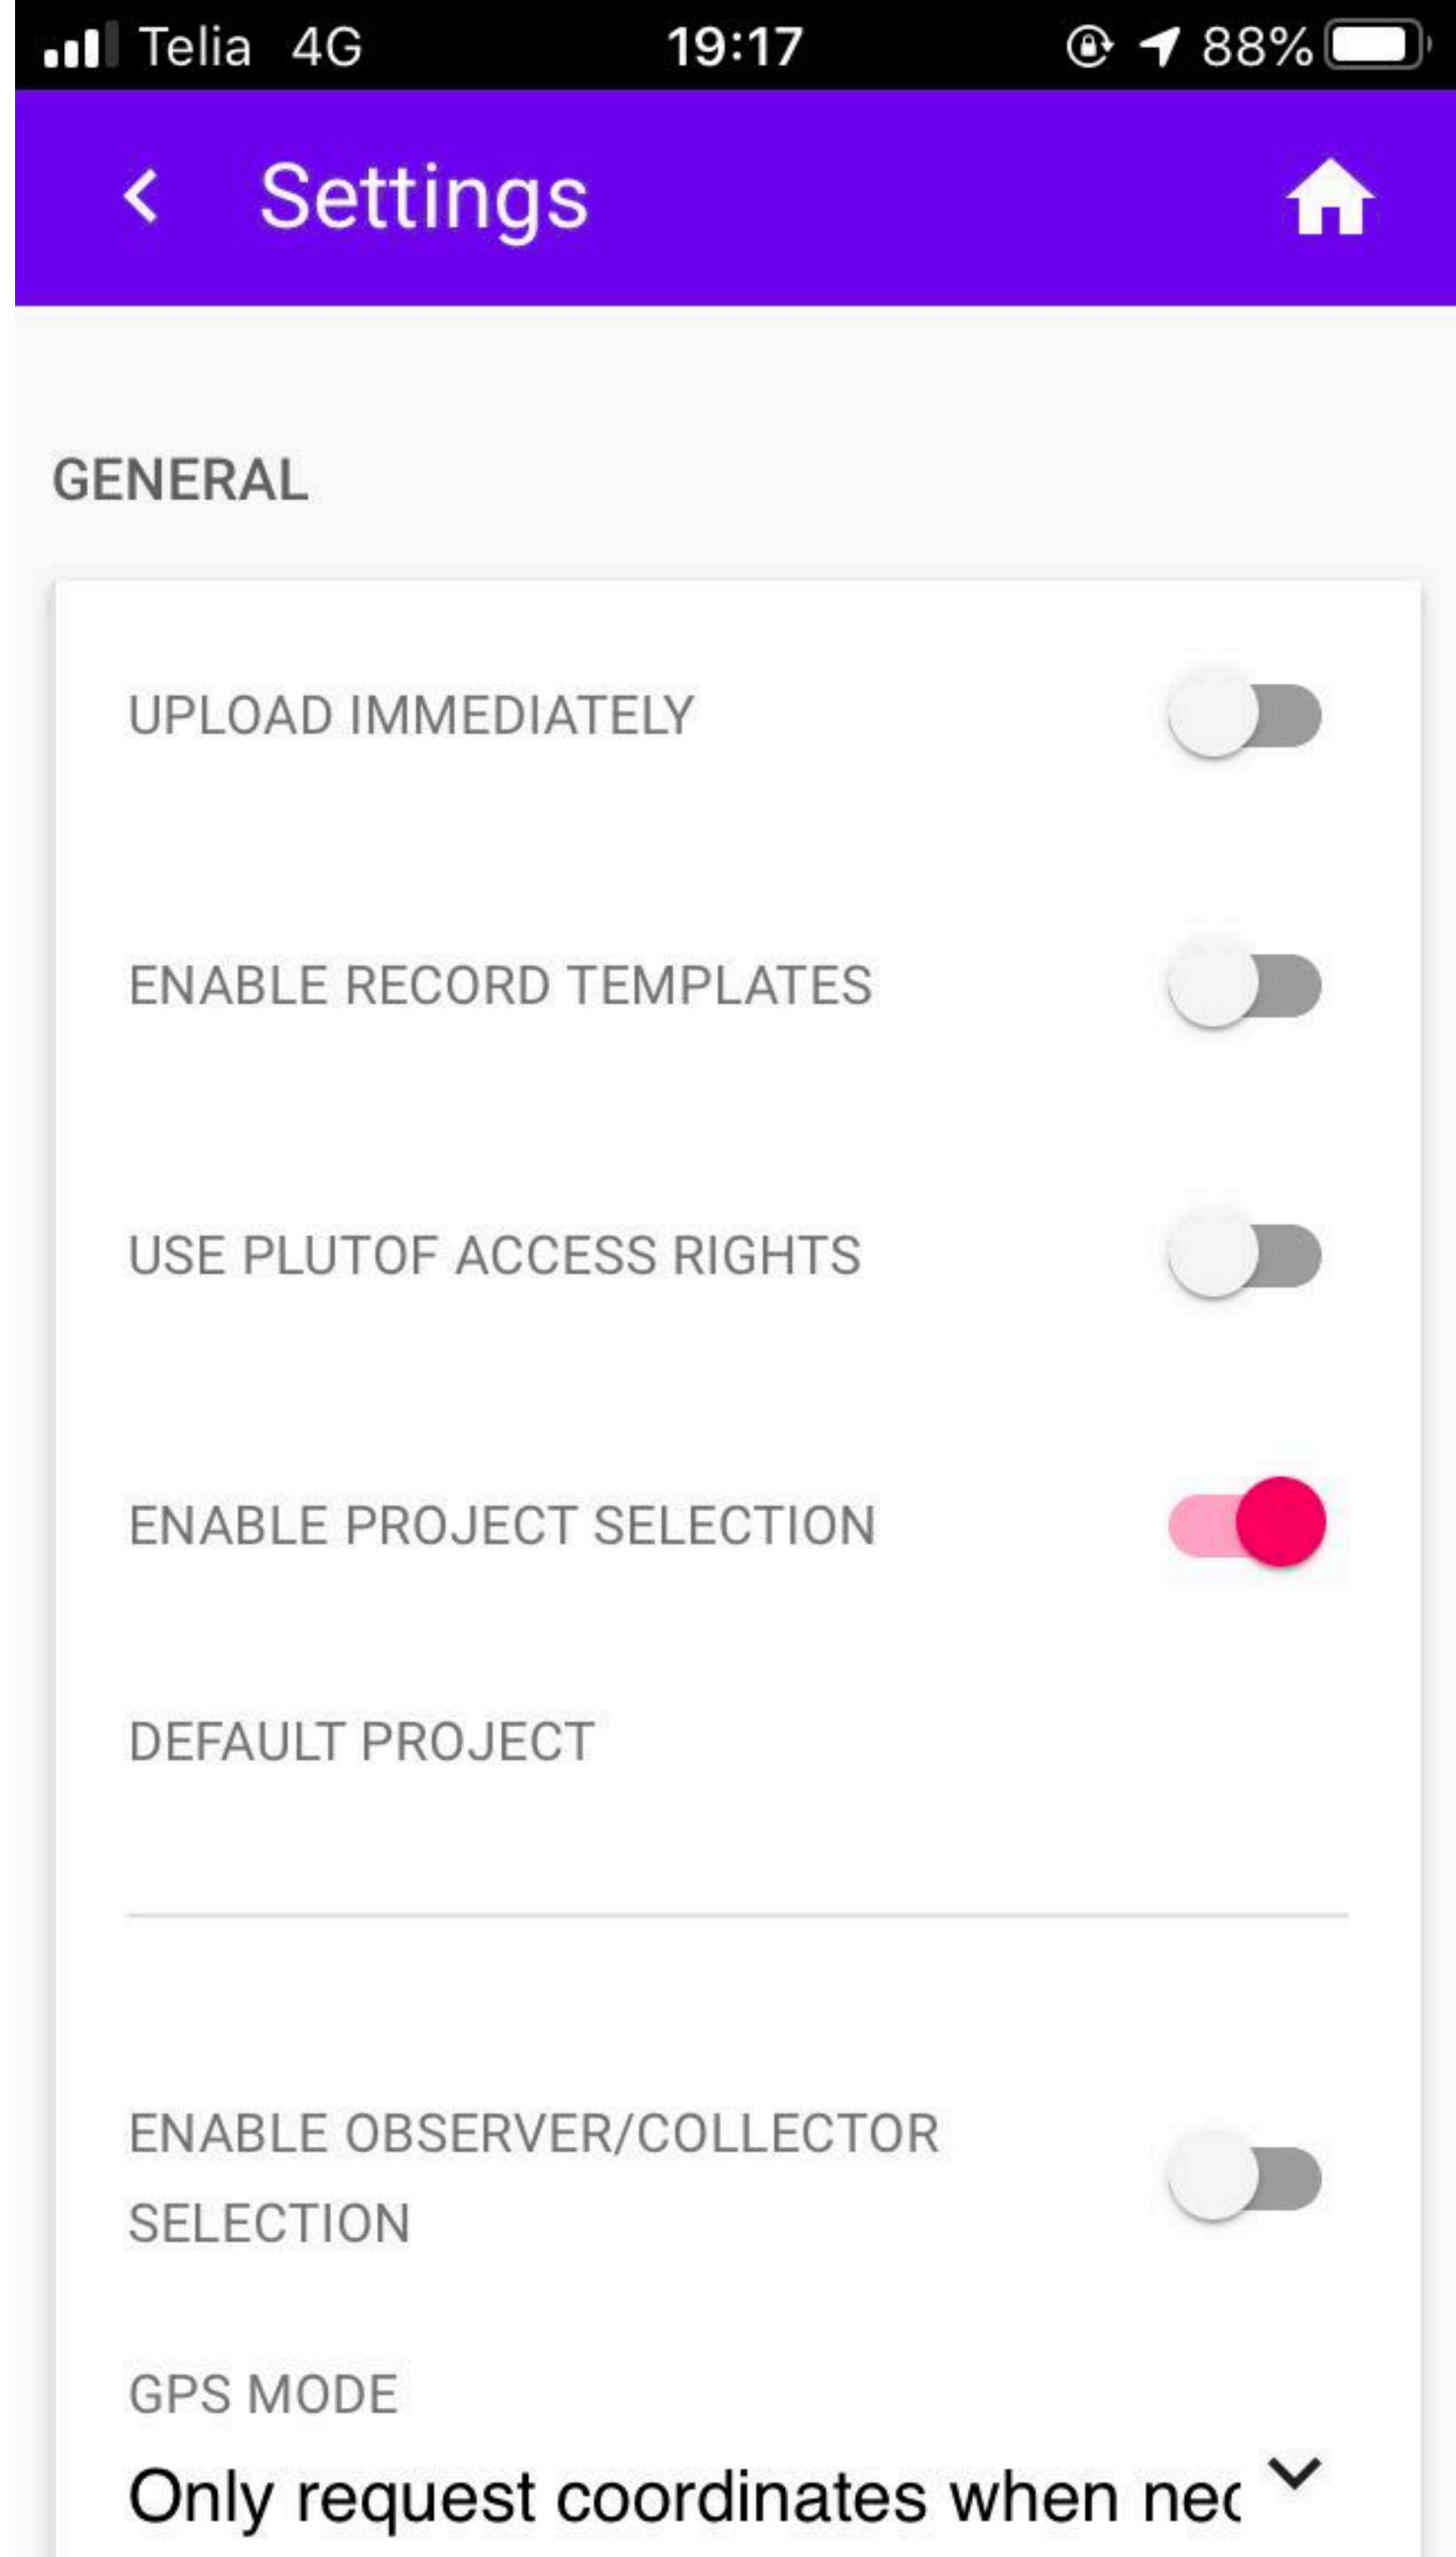 Telia 4G 19:17 88%
Settings
GENERAL
UPLOAD IMMEDIATELY
ENABLE RECORD TEMPLATES
USE PLUTOF ACCESS RIGHTS
ENABLE PROJECT SELECTION
DEFAULT PROJECT
ENABLE OBSERVER/COLLECTOR
SELECTION
GPS MODE
Only request coordinates when